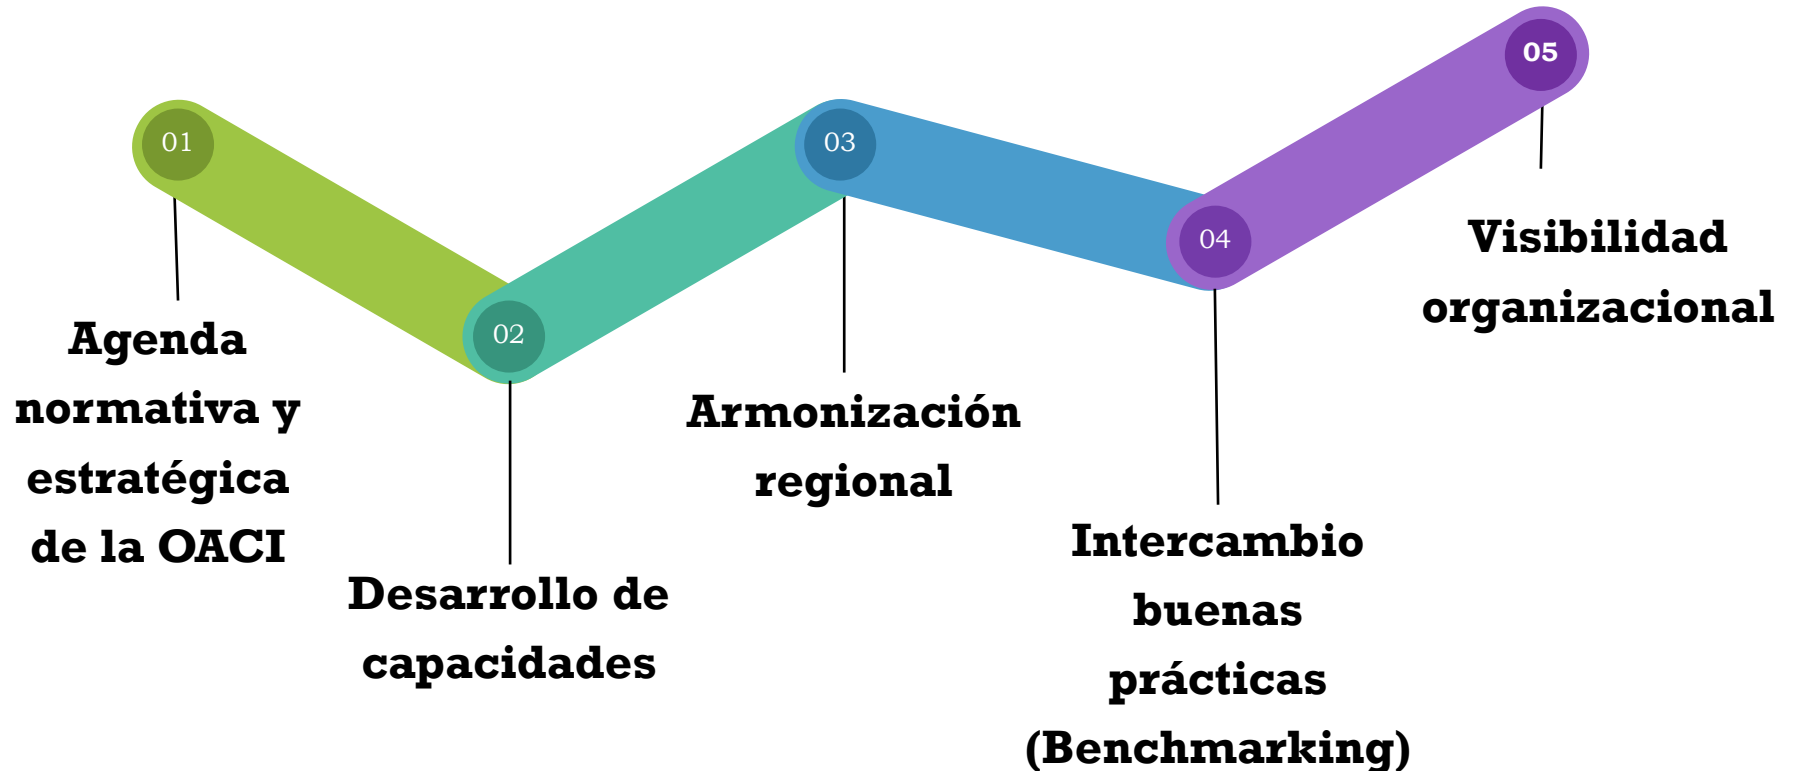 01
Agenda
normativa y
estratégica
de la OACI
02
Desarrollo de
capacidades
03
Armonización
regional
04
Intercambio
buenas
prácticas
(Benchmarking)
05
Visibilidad
organizacional